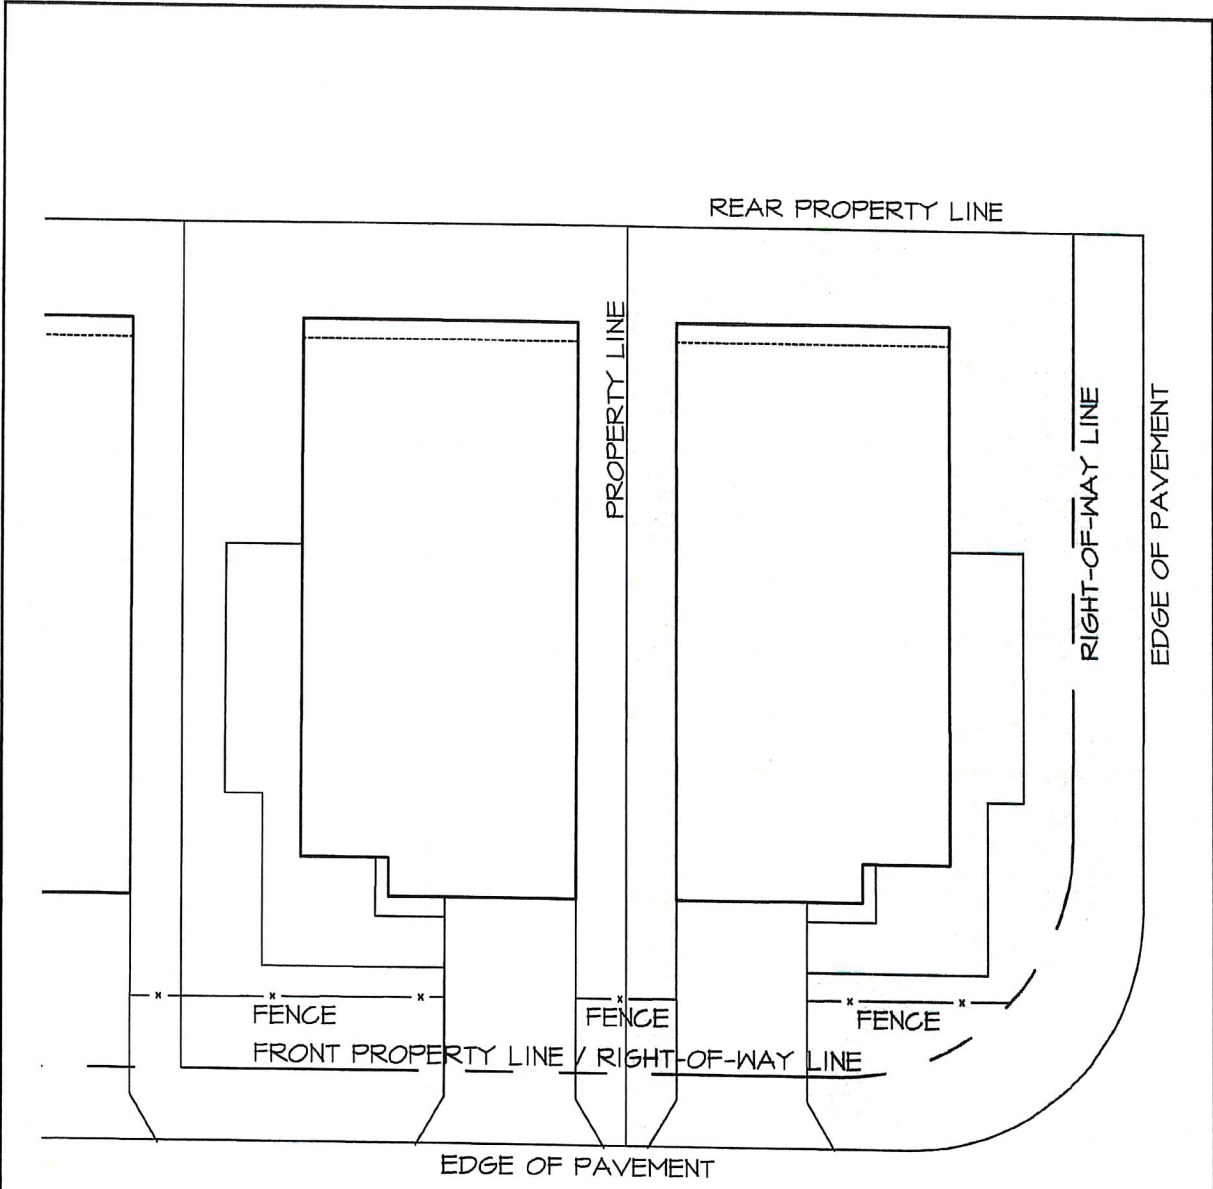 REAR PROPERTY LINE
PROPERTY LINE
RIGHT-OF-WAY LINE
EDGE OF PAVEMENT
FENCE
FENCE
FENCE
FRONT PROPERTY LINE / RIGHT-OF-WAY LINE
EDGE OF PAVEMENT